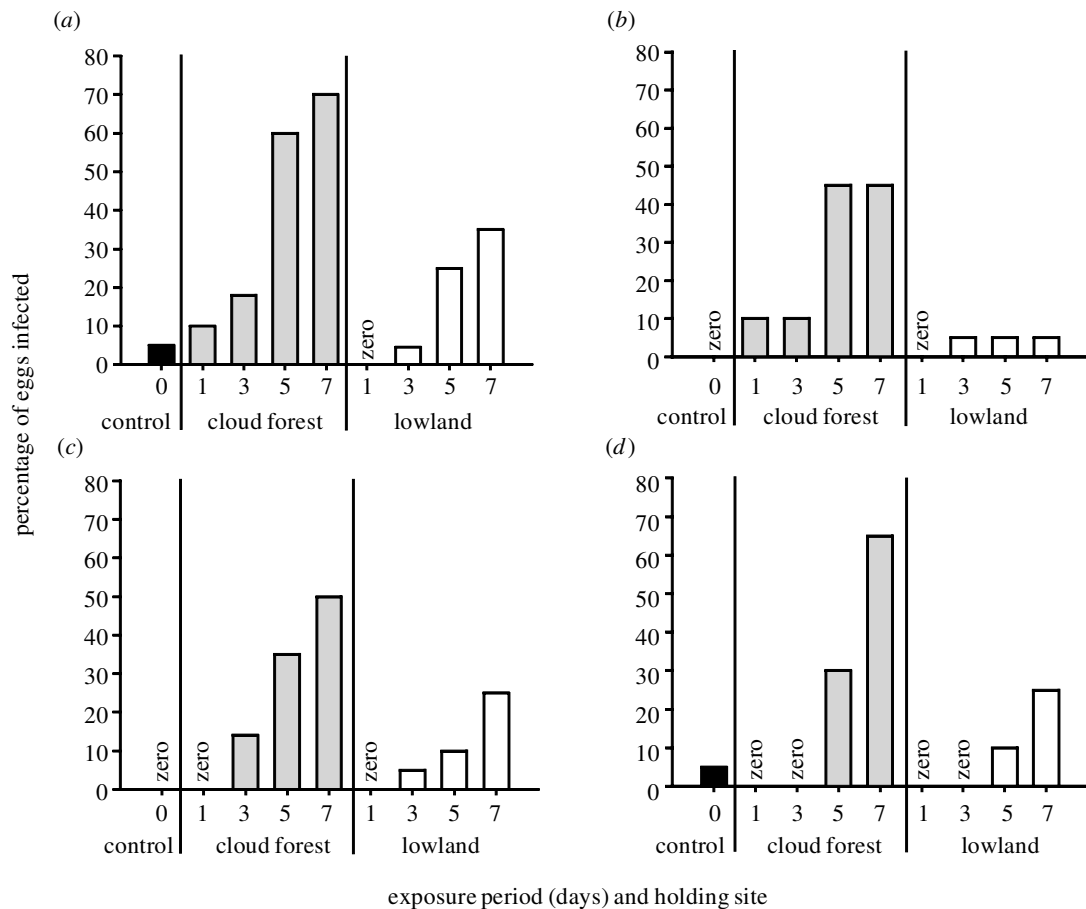 (a)
80
70
60
50
40
30
20
10
0
zero
0 1 3 5 7 1 3 5 7
control cloud forest lowland
(b)
80
70
60
50
40
30
20
10
0
zero
zero
0 1 3 5 7 1 3 5 7
control cloud forest lowland
(c)
80
70
60
50
40
30
20
10
0
zero
zero
zero
0 1 3 5 7 1 3 5 7
control cloud forest lowland
(d)
80
70
60
50
40
30
20
10
0
zero
zero
zero
zero
0 1 3 5 7 1 3 5 7
control cloud forest lowland
percentage of eggs infected
exposure period (days) and holding site